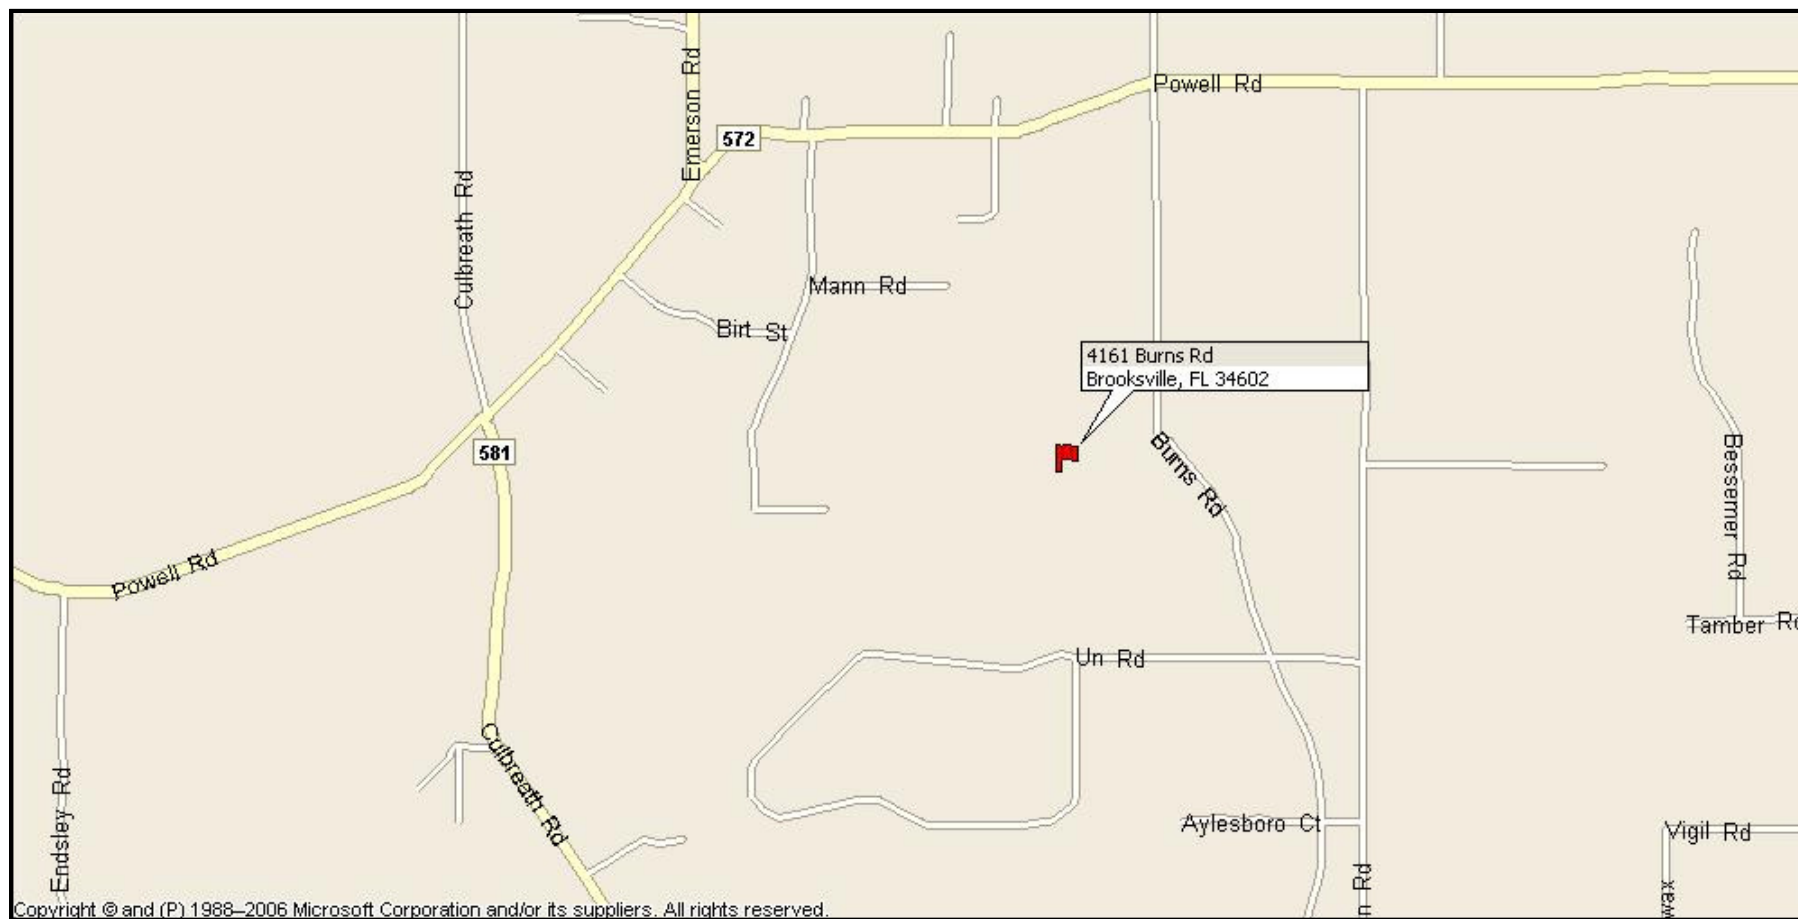 Emerson Rd
Powell Rd
572
Culbreath Rd
Mann Rd
Birt St
4161 Burns Rd
Brooksville, FL 34602
581
Burns Rd
Bessemer Rd
Powell Rd
Tamber Rd
Un Rd
Culbreath Rd
Endsley Rd
Aylesboro Ct
Vigil Rd
n Rd
Copyright © and (P) 1988–2006 Microsoft Corporation and/or its suppliers. All rights reserved.